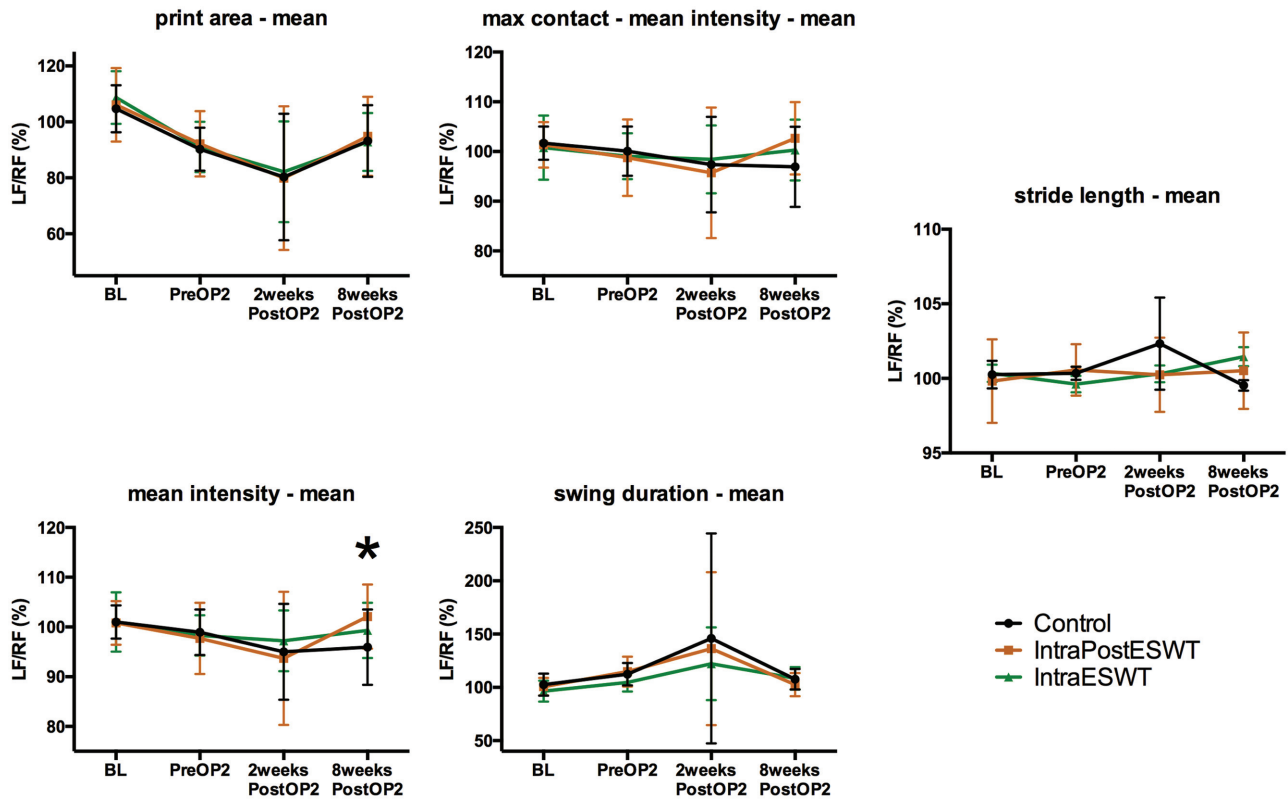 print area - mean
LF/RF (%)
120
100
80
60
BL
PreOP2
2weeks
PostOP2
8weeks
PostOP2
max contact - mean intensity - mean
LF/RF (%)
120
110
100
90
80
BL
PreOP2
2weeks
PostOP2
8weeks
PostOP2
stride length - mean
LF/RF (%)
110
105
100
95
BL
PreOP2
2weeks
PostOP2
8weeks
PostOP2
mean intensity - mean
LF/RF (%)
120
110
100
90
80
*
BL
PreOP2
2weeks
PostOP2
8weeks
PostOP2
swing duration - mean
LF/RF (%)
250
200
150
100
50
BL
PreOP2
2weeks
PostOP2
8weeks
PostOP2
Control
IntraPostESWT
IntraESWT